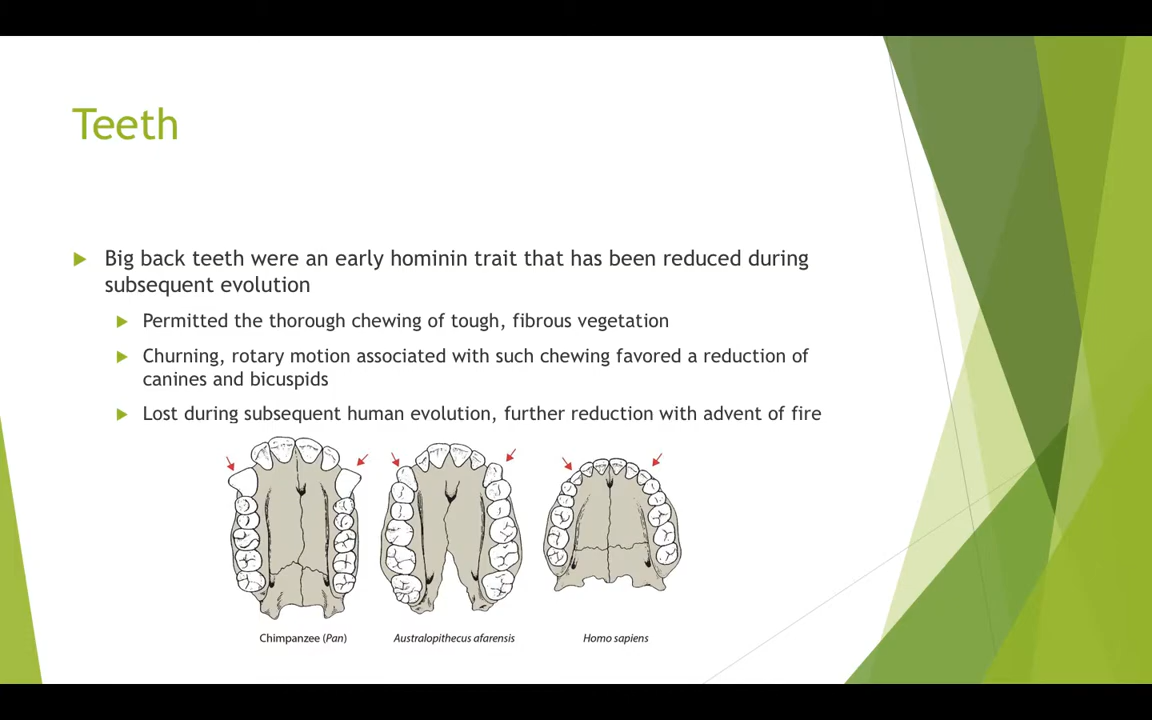 Teeth
Big back teeth were an early hominin trait that has been reduced during
subsequent evolution
Permitted the thorough chewing of tough, fibrous vegetation
Churning, rotary motion associated with such chewing favored a reduction of
canines and bicuspids
Lost during subsequent human evolution, further reduction with advent of fire
Chimpanzee (Pan) Australopithecus afarensis Homo sapiens